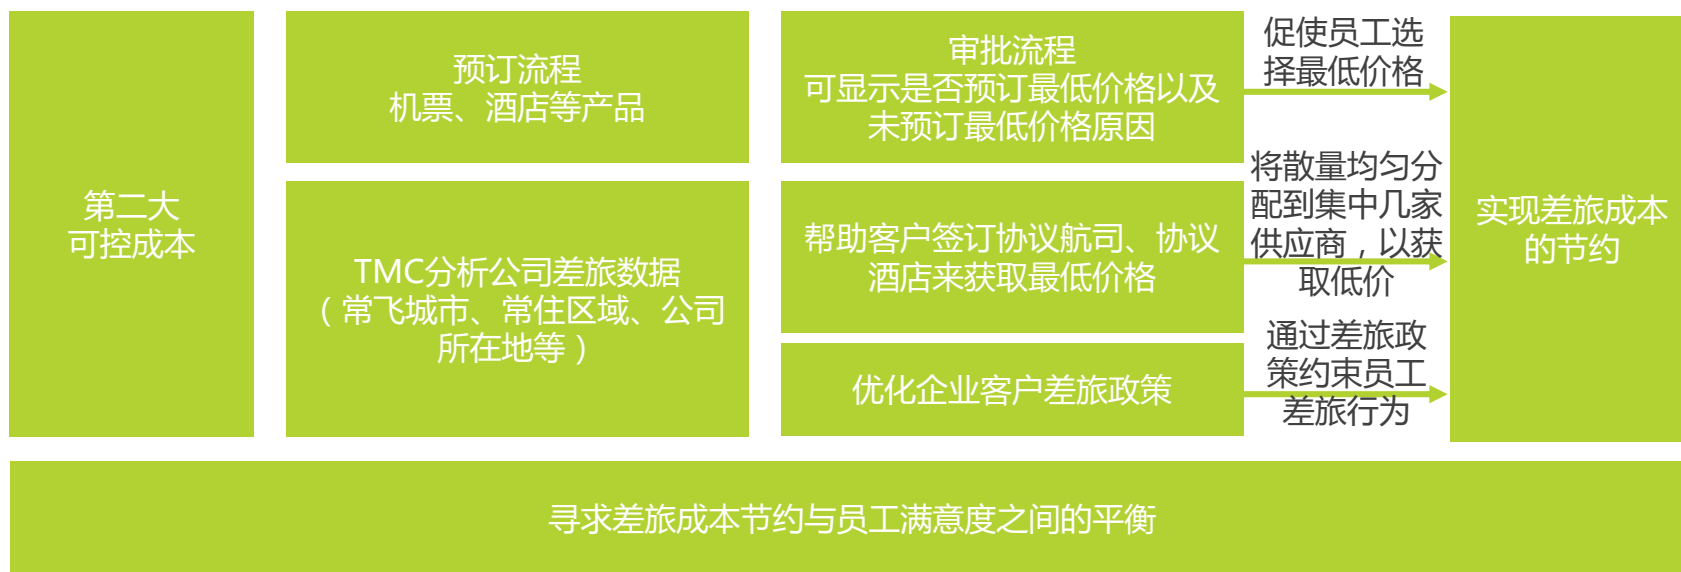 第二大
可控成本
预订流程
机票、酒店等产品
TMC分析公司差旅数据
（常飞城市、常住区域、公司
所在地等）
审批流程
可显示是否预订最低价格以及
未预订最低价格原因
帮助客户签订协议航司、协议
酒店来获取最低价格
优化企业客户差旅政策
促使员工选
择最低价格
将散量均匀分
配到集中几家
供应商，以获
取低价
通过差旅政
策约束员工
差旅行为
实现差旅成本
的节约
寻求差旅成本节约与员工满意度之间的平衡